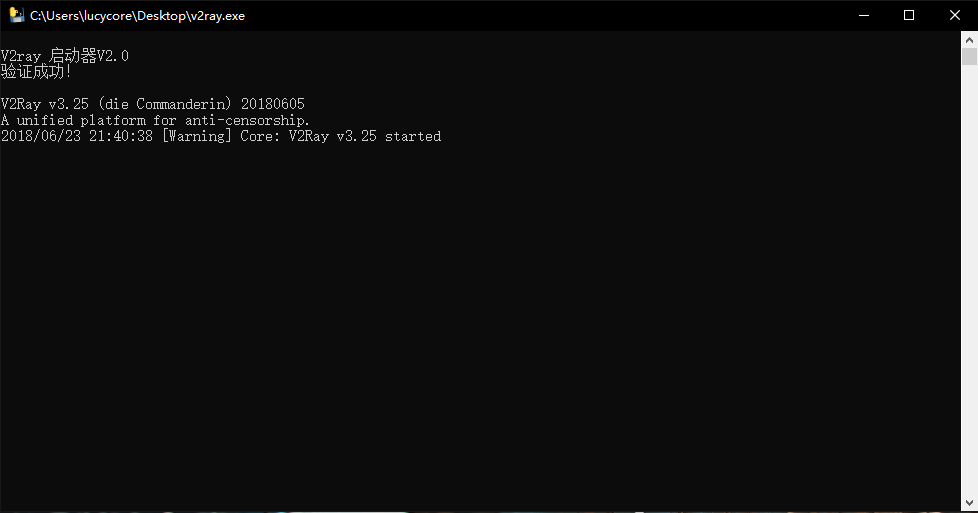 C:\Users\lucycore\Desktop\v2ray.exe
V2ray 启动器V2.0
验证成功!
V2Ray v3.25 (die Commanderin) 20180605
A unified platform for anti-censorship.
2018/06/23 21:40:38 [Warning] Core: V2Ray v3.25 started